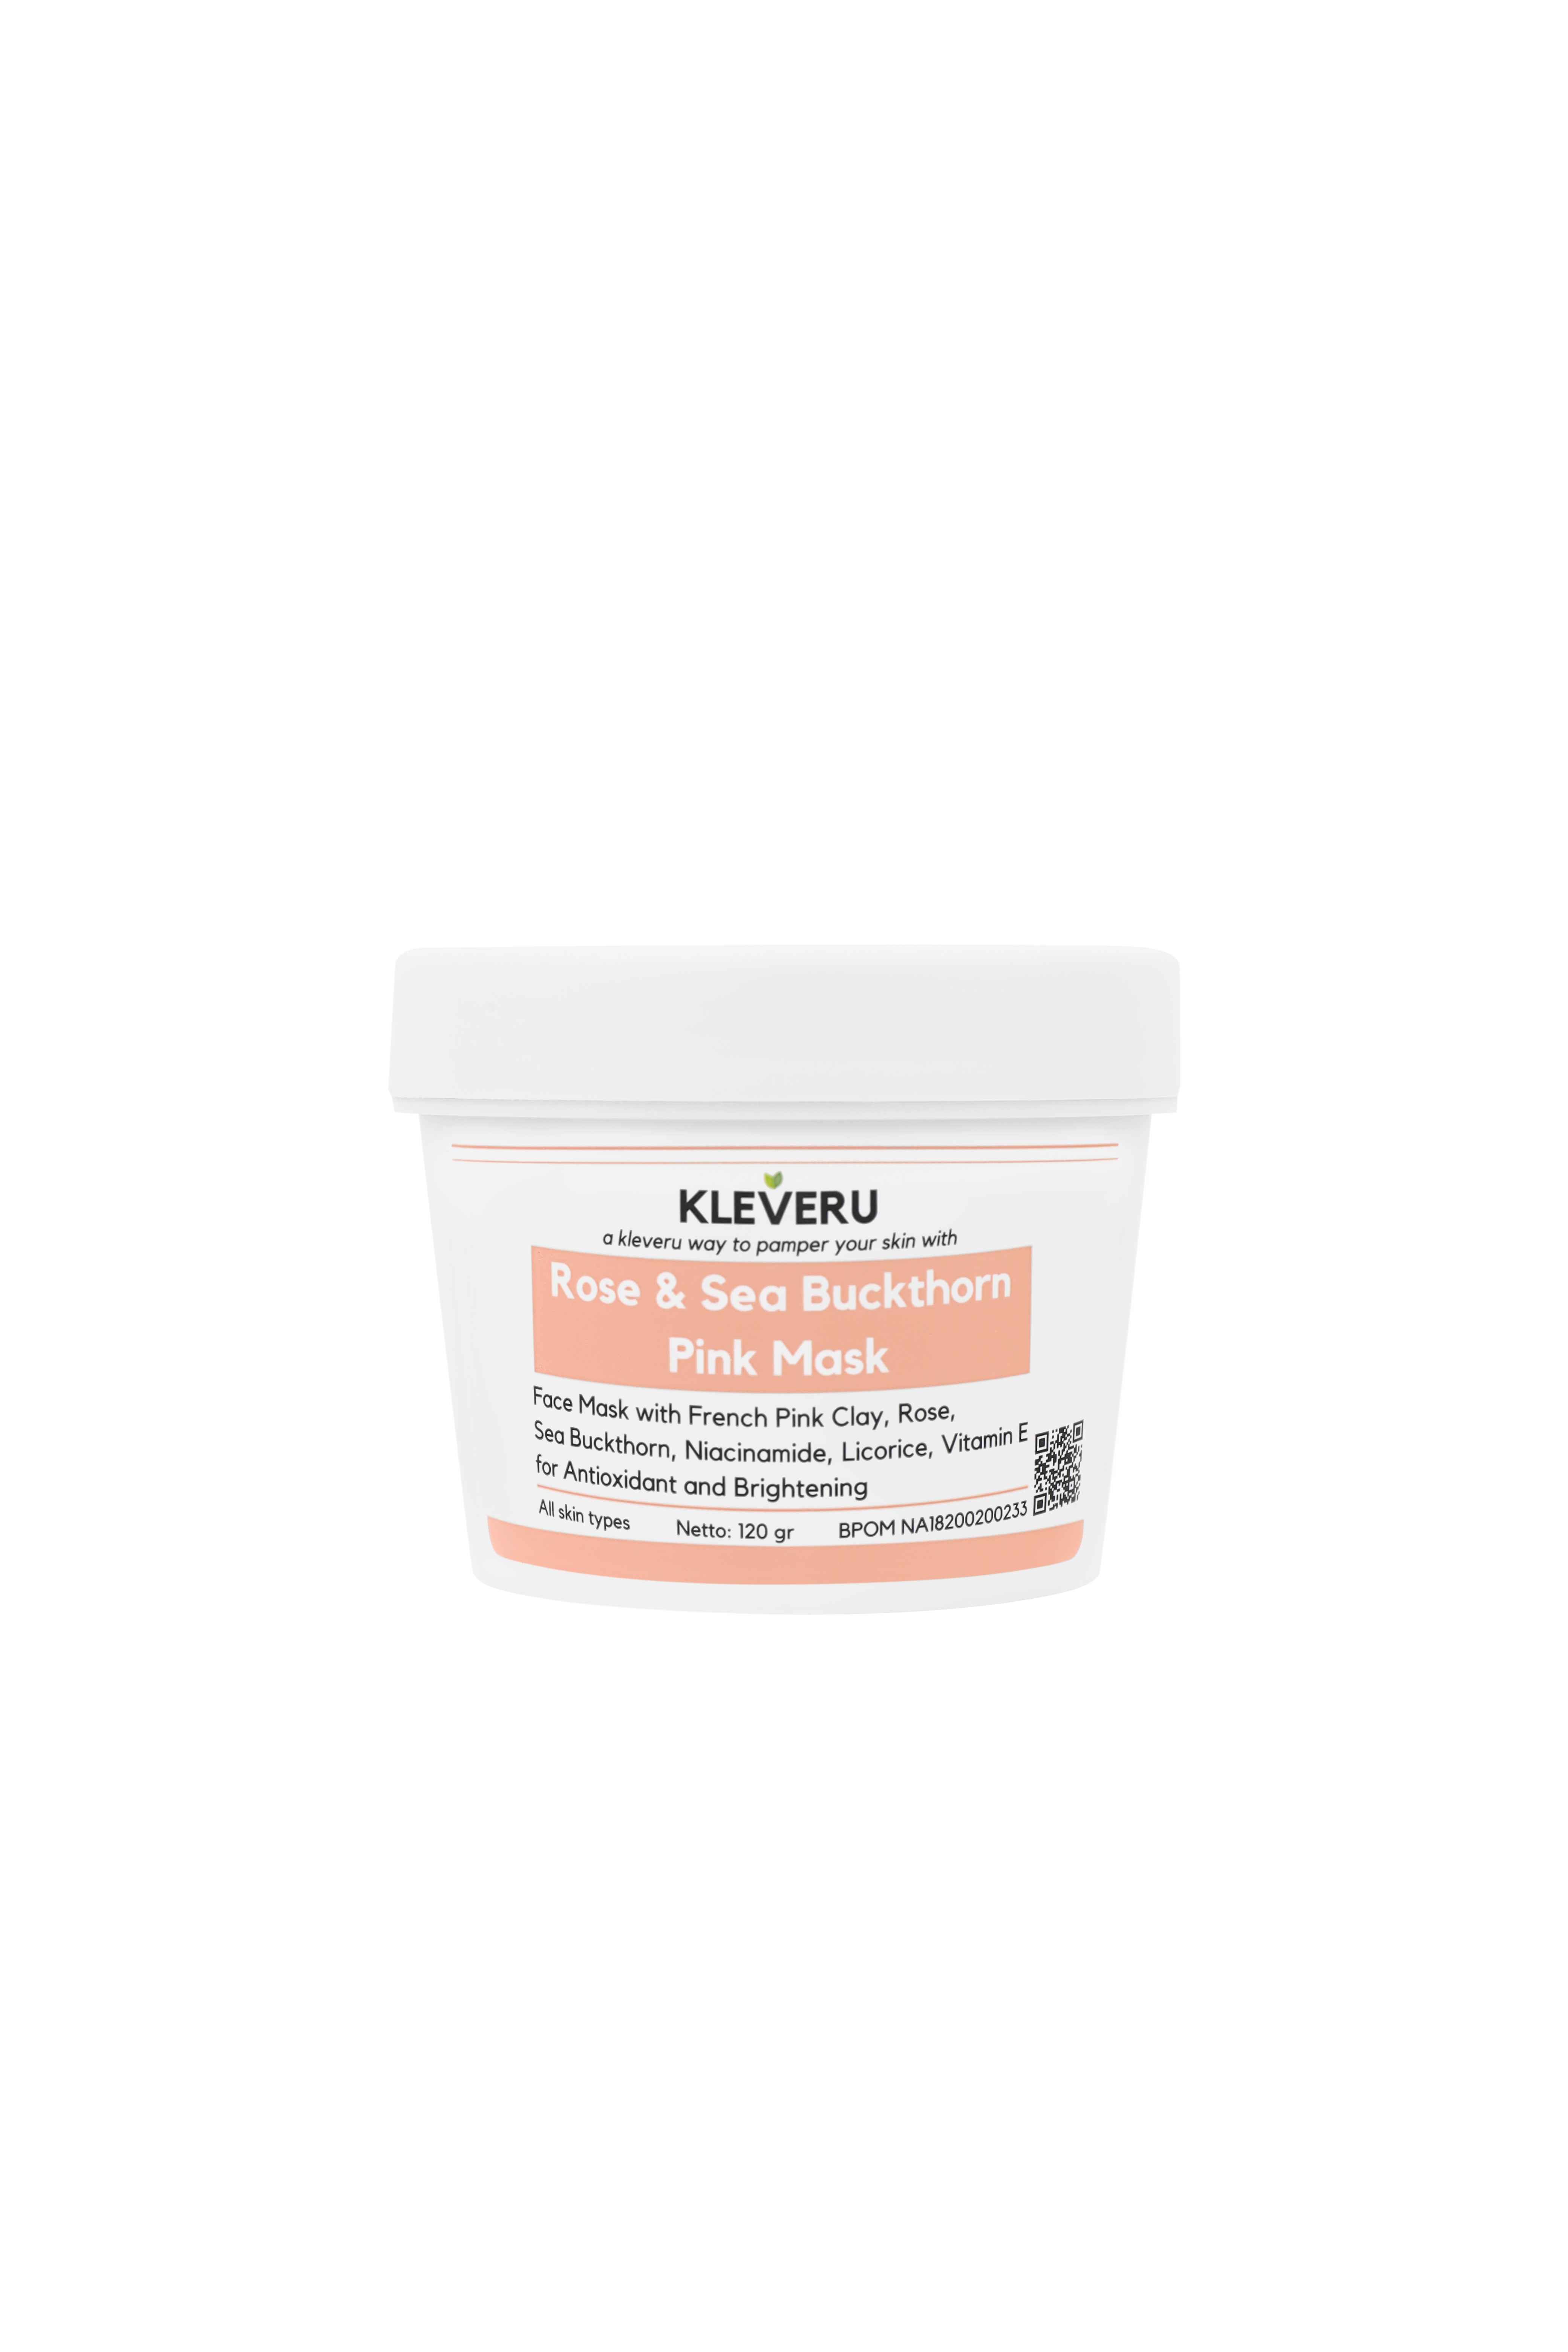 KLEVERU
a kleveru way to pamper your skin with
Rose & Sea Buckthorn
Pink Mask
Face Mask with French Pink Clay, Rose,
Sea Buckthorn, Niacinamide, Licorice, Vitamin E
for Antioxidant and Brightening
All skin types Netto: 120 gr BPOM NA18200200233